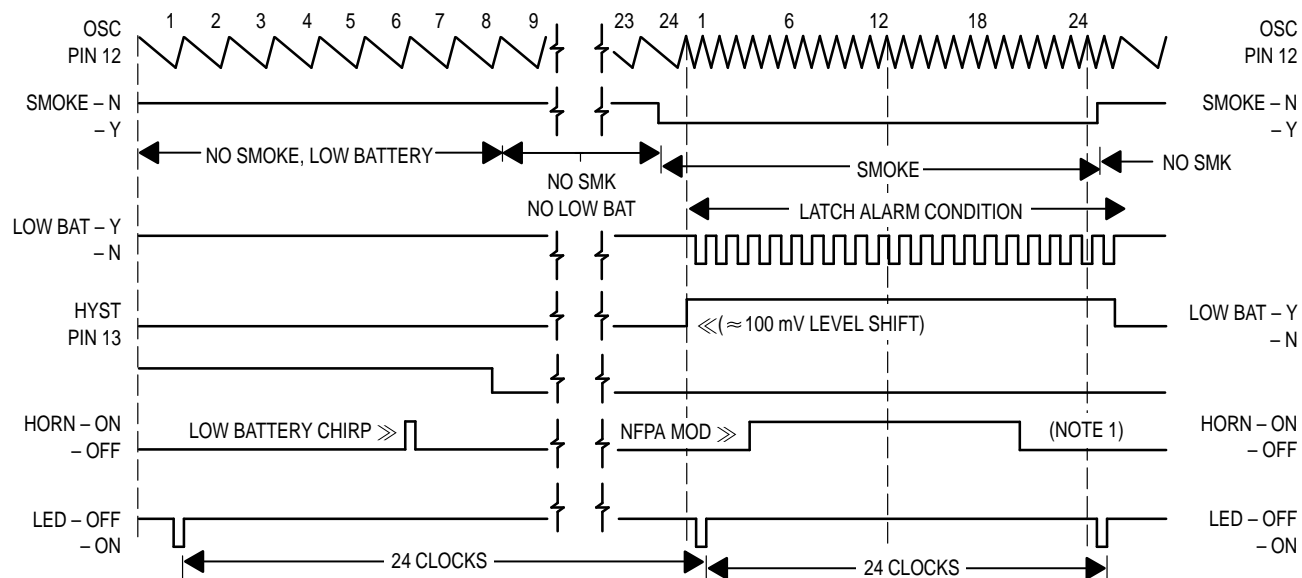 1 2 3 4 5 6 7 8 9 23 24 1 6 12 18 24
OSC
PIN 12
OSC
PIN 12
SMOKE – N
– Y
SMOKE – N
– Y
NO SMOKE, LOW BATTERY
NO SMK
NO LOW BAT
SMOKE
NO SMK
LATCH ALARM CONDITION
LOW BAT – Y
– N
HYST
PIN 13
≪(≈100 mV LEVEL SHIFT)
LOW BAT – Y
– N
HORN – ON
– OFF
LOW BATTERY CHIRP ≫
NFPA MOD ≫
(NOTE 1)
HORN – ON
– OFF
LED – OFF
– ON
24 CLOCKS
24 CLOCKS
LED – OFF
– ON